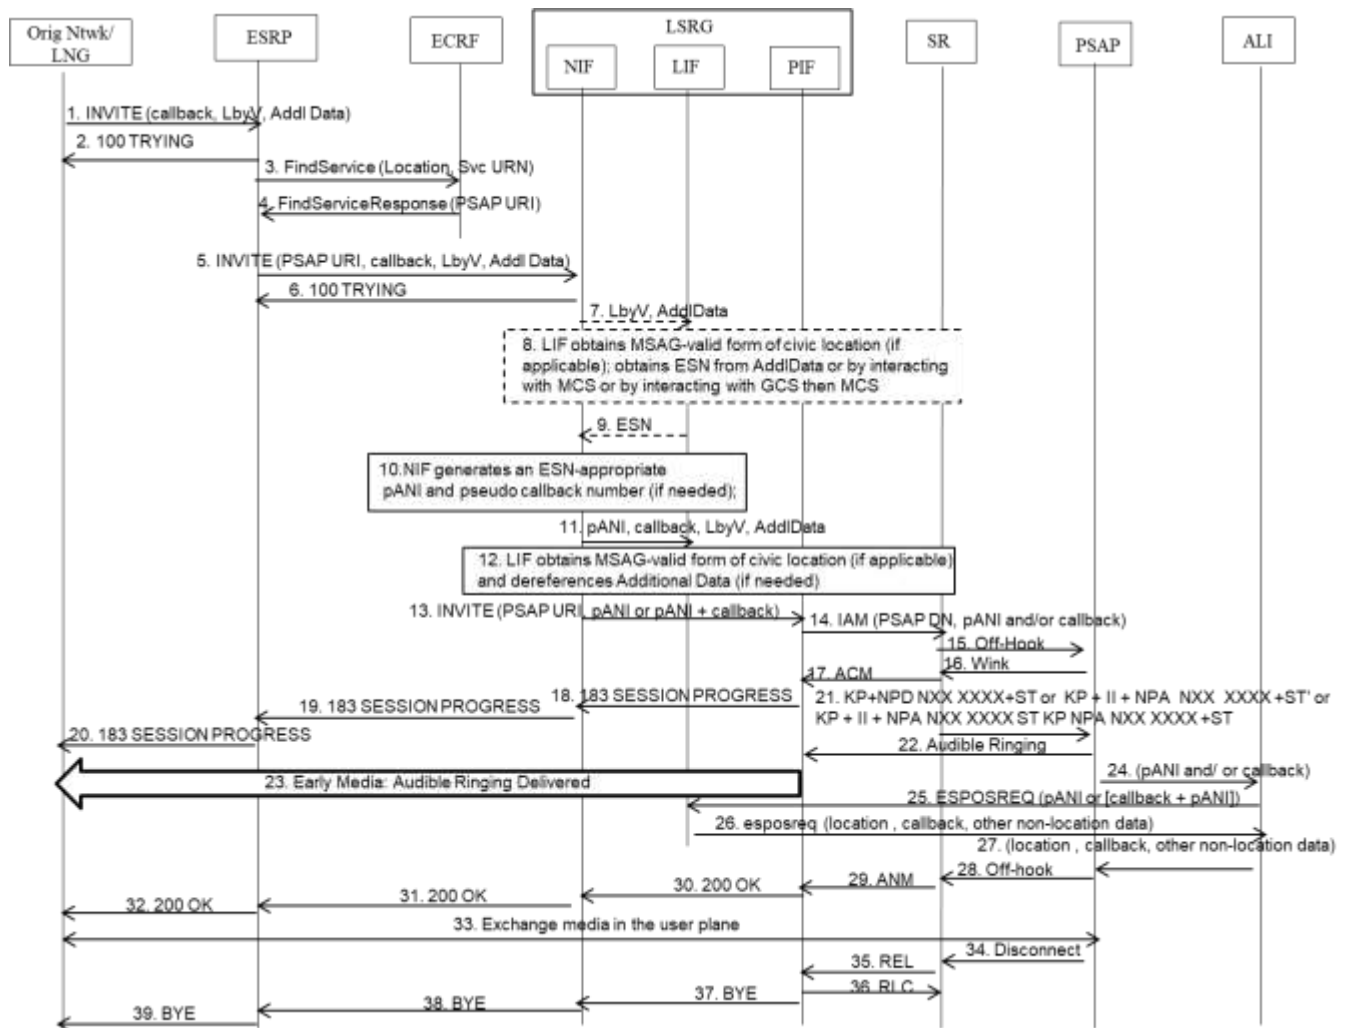 LSRG
Orig Ntwk/
LNG
ESRP
ECRF
NIF
LIF
PIF
SR
PSAP
ALI
1. INVITE (callback, LbyV, Addl Data)
2. 100 TRYING
3. FindService (Location, Svc URN)
4. FindServiceResponse (PSAP URI)
5. INVITE (PSAP URI, callback, LbyV, Addl Data)
6. 100 TRYING
7. LbyV, AddlData
8. LIF obtains MSAG-valid form of civic location (if
applicable); obtains ESN from AddlData or by interacting
with MCS or by interacting with GCS then MCS
9. ESN
10.NIF generates an ESN-appropriate
pANI and pseudo callback number (if needed);
11. pANI, callback, LbyV, AddlData
12. LIF obtains MSAG-valid form of civic location (if applicable)
and dereferences Additional Data (if needed)
13. INVITE (PSAP URI, pANI or pANI + callback)
14. IAM (PSAP DN, pANI and/or callback)
15. Off-Hook
16. Wink
17. ACM
18. 183 SESSION PROGRESS
19. 183 SESSION PROGRESS
20. 183 SESSION PROGRESS
21. KP+NPD NXX XXXX+ST or KP + II + NPA NXX XXXX +ST' or
KP + II + NPA NXX XXXX ST KP NPA NXX XXXX +ST
22. Audible Ringing
23. Early Media: Audible Ringing Delivered
24. (pANI and/ or callback)
25. ESPOSREQ (pANI or [callback + pANI])
26. esposreq (location , callback, other non-location data)
27. (location , callback, other non-location data)
28. Off-hook
29. ANM
30. 200 OK
31. 200 OK
32. 200 OK
33. Exchange media in the user plane
34. Disconnect
35. REL
36. RLC
37. BYE
38. BYE
39. BYE